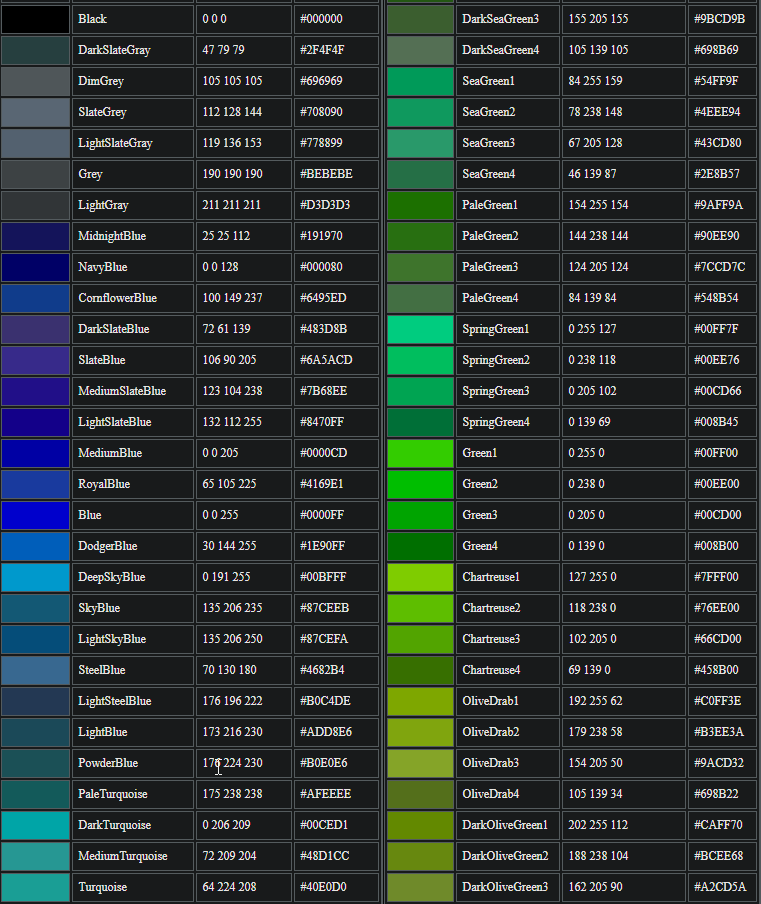 Black 0 0 0 #000000 DarkSeaGreen3 155 205 155 #9BCD9B
DarkSlateGray 47 79 79 #2F4F4F DarkSeaGreen4 105 139 105 #698B69
DimGrey 105 105 105 #696969 SeaGreen1 84 255 159 #54FF9F
SlateGrey 112 128 144 #708090 SeaGreen2 78 238 148 #4EEE94
LightSlateGray 119 136 153 #778899 SeaGreen3 67 205 128 #43CD80
Grey 190 190 190 #BEBEBE SeaGreen4 46 139 87 #2E8B57
LightGray 211 211 211 #D3D3D3 PaleGreen1 154 255 154 #9AFF9A
MidnightBlue 25 25 112 #191970 PaleGreen2 144 238 144 #90EE90
NavyBlue 0 0 128 #000080 PaleGreen3 124 205 124 #7CCD7C
CornflowerBlue 100 149 237 #6495ED PaleGreen4 84 139 84 #548B54
DarkSlateBlue 72 61 139 #483D8B SpringGreen1 0 255 127 #00FF7F
SlateBlue 106 90 205 #6A5ACD SpringGreen2 0 238 118 #00EE76
MediumSlateBlue 123 104 238 #7B68EE SpringGreen3 0 205 102 #00CD66
LightSlateBlue 132 112 255 #8470FF SpringGreen4 0 139 69 #008B45
MediumBlue 0 0 205 #0000CD Green1 0 255 0 #00FF00
RoyalBlue 65 105 225 #4169E1 Green2 0 238 0 #00EE00
Blue 0 0 255 #0000FF Green3 0 205 0 #00CD00
DodgerBlue 30 144 255 #1E90FF Green4 0 139 0 #008B00
DeepSkyBlue 0 191 255 #00BFFF Chartreuse1 127 255 0 #7FFF00
SkyBlue 135 206 235 #87CEEB Chartreuse2 118 238 0 #76EE00
LightSkyBlue 135 206 250 #87CEFA Chartreuse3 102 205 0 #66CD00
SteelBlue 70 130 180 #4682B4 Chartreuse4 69 139 0 #458B00
LightSteelBlue 176 196 222 #B0C4DE OliveDrab1 192 255 62 #C0FF3E
LightBlue 173 216 230 #ADD8E6 OliveDrab2 179 238 58 #B3EE3A
PowderBlue 176 224 230 #B0E0E6 OliveDrab3 154 205 50 #9ACD32
PaleTurquoise 175 238 238 #AFEEEE OliveDrab4 105 139 34 #698B22
DarkTurquoise 0 206 209 #00CED1 DarkOliveGreen1 202 255 112 #CAFF70
MediumTurquoise 72 209 204 #48D1CC DarkOliveGreen2 188 238 104 #BCEE68
Turquoise 64 224 208 #40E0D0 DarkOliveGreen3 162 205 90 #A2CD5A